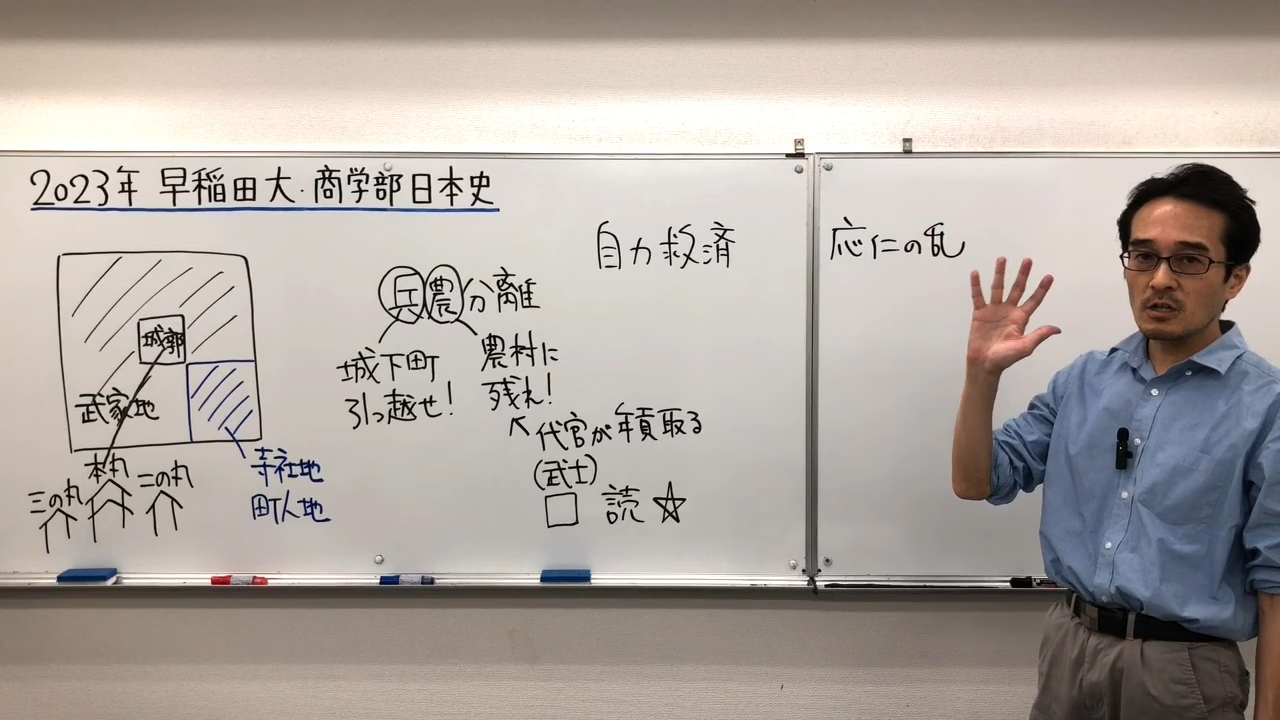 2023年 早稲田大・商学部日本史
城郭
武家地
三の丸
本丸
二の丸
寺社地
町人地
兵農分離
城下町
引っ越せ!
農村に
残れ!
代官が年貢取る
(武士)
□ 読 ☆
自力救済
応仁の乱